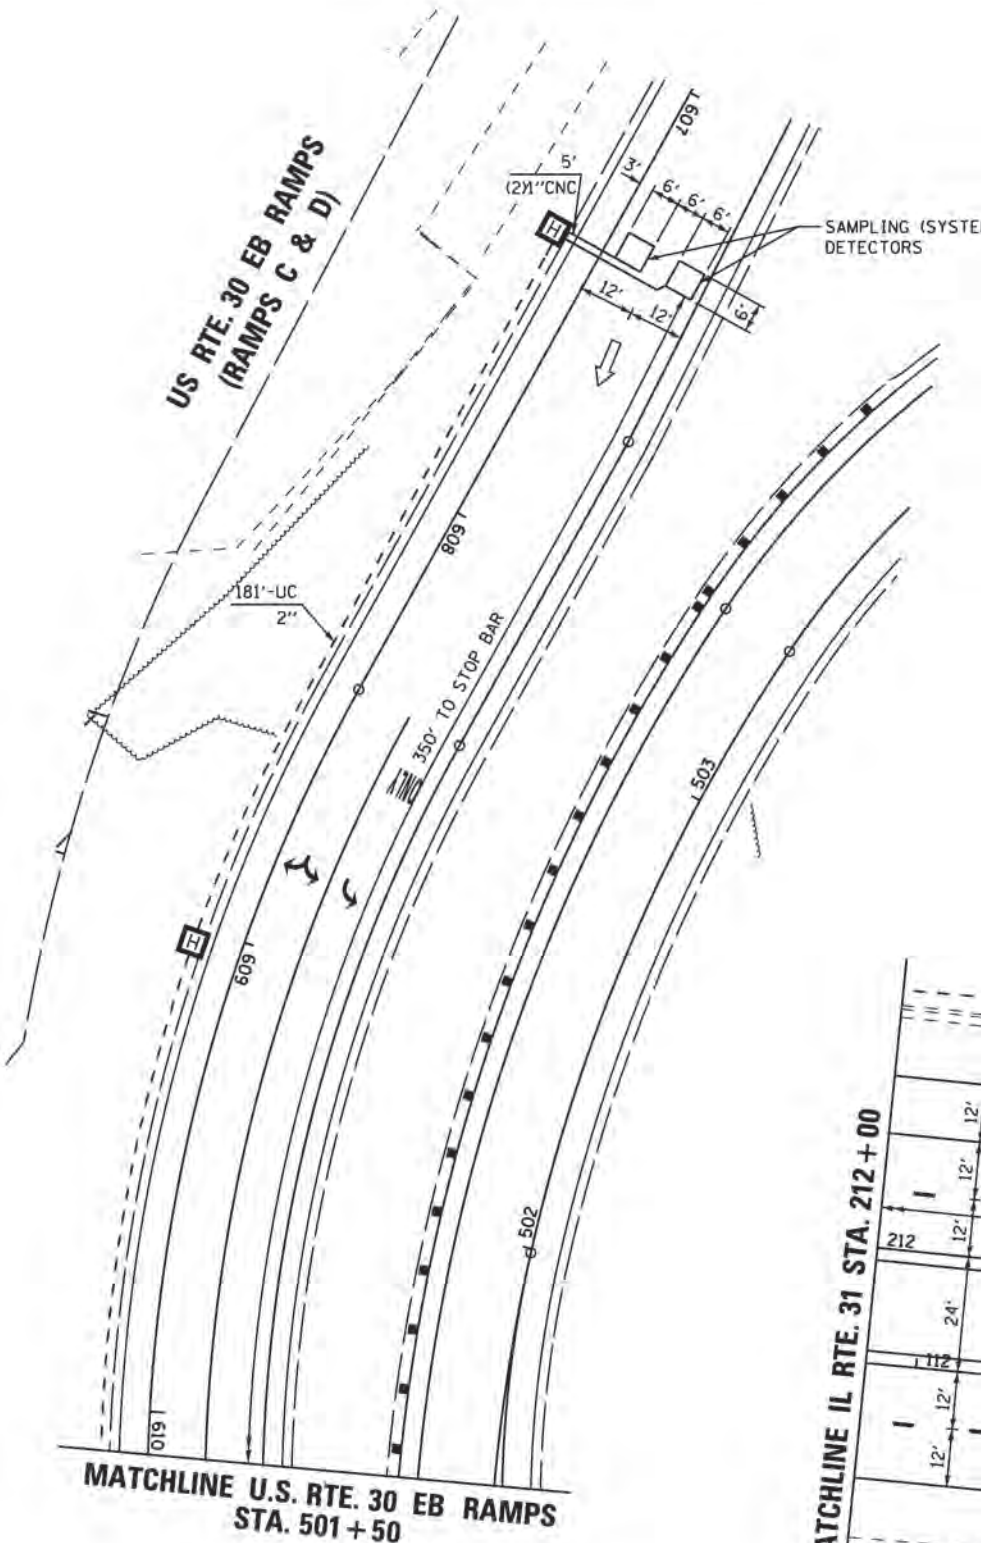 US RTE. 30 EB RAMPS
(RAMPS C & D)
607
5'
(2)1"CNC
3'
6'
6'
6'
SAMPLING (SYSTE
DETECTORS
12'
12'
6'
608
181'-UC
2"
H
350' TO STOP BAR
ONLY
503
609
H
502
610
MATCHLINE U.S. RTE. 30 EB RAMPS
STA. 501+50
ATCHLINE IL RTE. 31 STA. 212+00
12'
12'
12'
212
24'
112
12'
12'